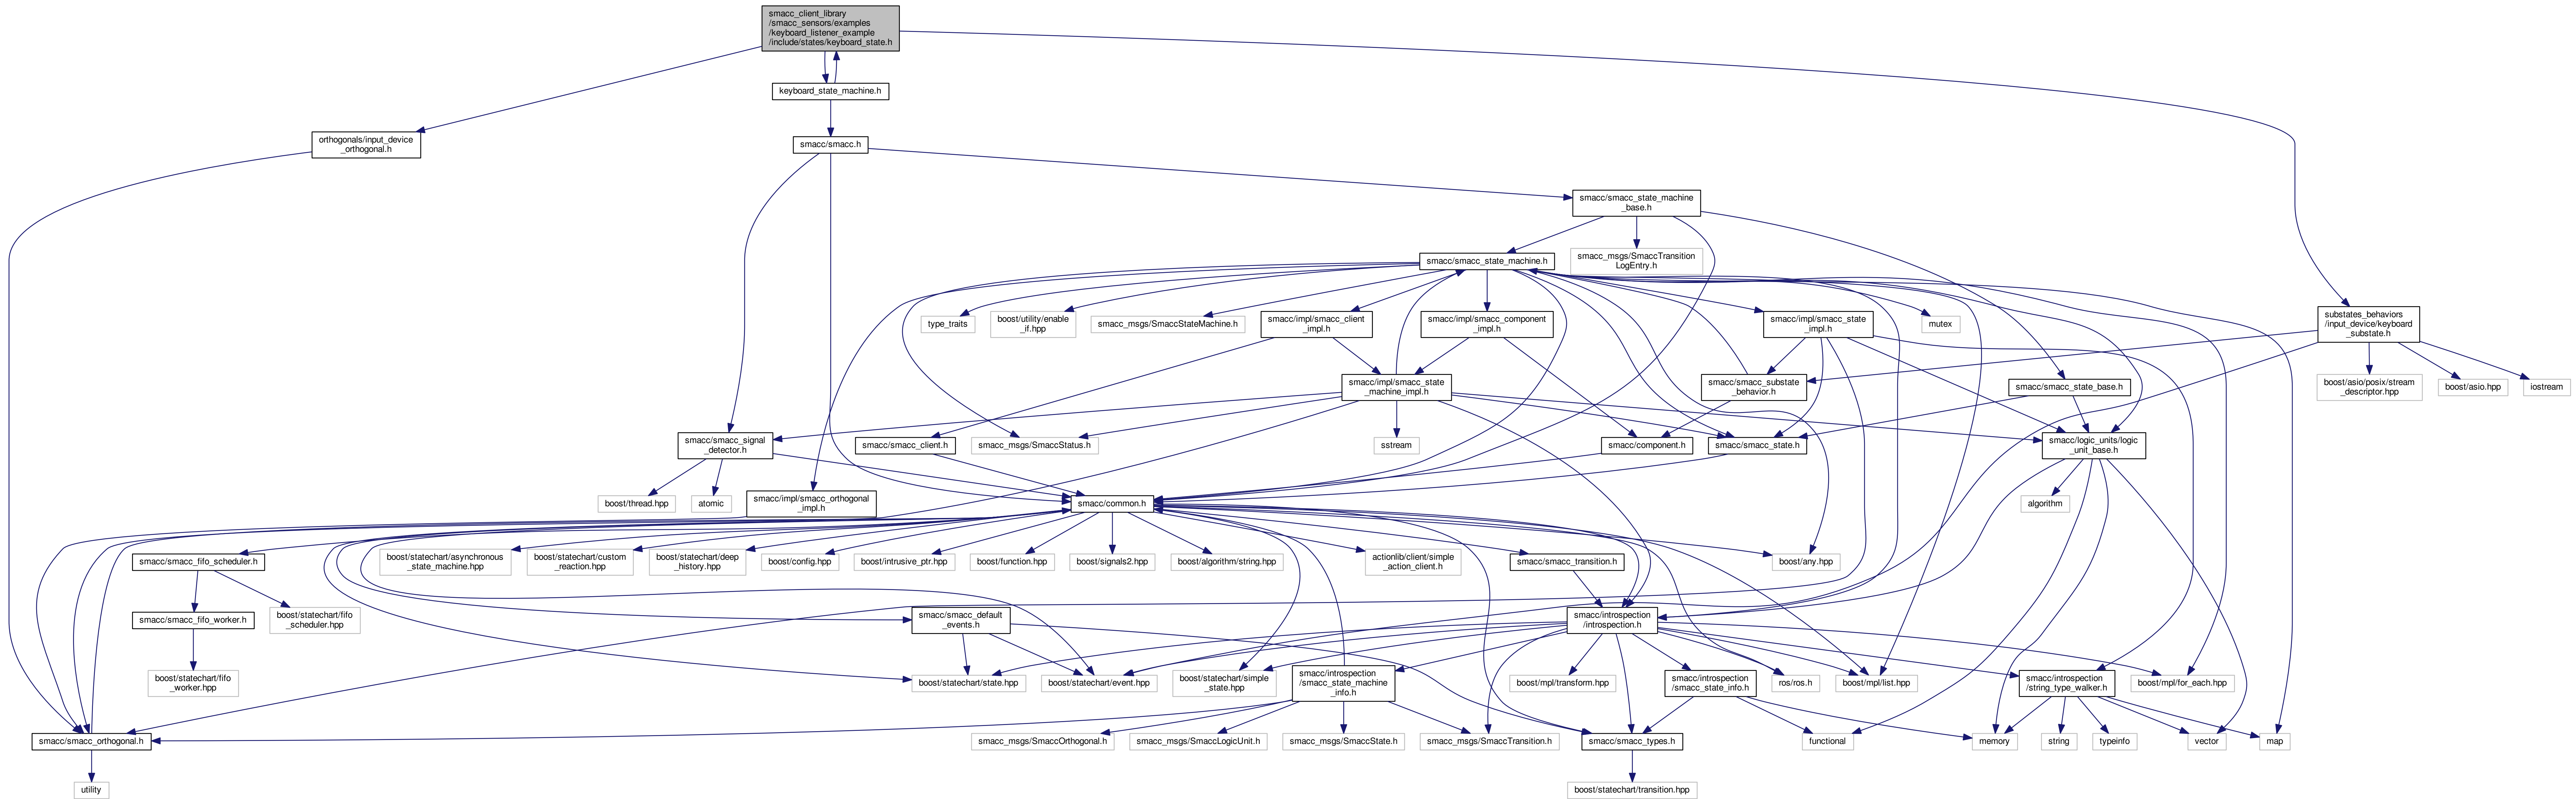 smacc_client_library
/smacc_sensors/examples
/keyboard_listener_example
/include/states/keyboard_state.h
keyboard_state_machine.h
orthogonals/input_device
_orthogonal.h
smacc/smacc.h
smacc/smacc_state_machine
_base.h
smacc/smacc_state_machine.h
smacc_msgs/SmaccTransition
LogEntry.h
type_traits
boost/utility/enable
_if.hpp
smacc_msgs/SmaccStateMachine.h
smacc/impl/smacc_client
_impl.h
smacc/impl/smacc_component
_impl.h
smacc/impl/smacc_state
_impl.h
mutex
substates_behaviors
/input_device/keyboard
_substate.h
smacc/impl/smacc_state
_machine_impl.h
smacc/smacc_substate
_behavior.h
smacc/smacc_state_base.h
boost/asio/posix/stream
_descriptor.hpp
boost/asio.hpp
iostream
smacc/smacc_signal
_detector.h
smacc/smacc_client.h
smacc_msgs/SmaccStatus.h
sstream
smacc/component.h
smacc/smacc_state.h
smacc/logic_units/logic
_unit_base.h
boost/thread.hpp
atomic
smacc/impl/smacc_orthogonal
_impl.h
smacc/common.h
algorithm
smacc/smacc_fifo_scheduler.h
boost/statechart/asynchronous
_state_machine.hpp
boost/statechart/custom
_reaction.hpp
boost/statechart/deep
_history.hpp
boost/config.hpp
boost/intrusive_ptr.hpp
boost/function.hpp
boost/signals2.hpp
boost/algorithm/string.hpp
actionlib/client/simple
_action_client.h
smacc/smacc_transition.h
boost/any.hpp
smacc/smacc_fifo_worker.h
boost/statechart/fifo
_scheduler.hpp
smacc/smacc_default
_events.h
smacc/introspection
/introspection.h
boost/statechart/fifo
_worker.hpp
boost/statechart/state.hpp
boost/statechart/event.hpp
boost/statechart/simple
_state.hpp
smacc/introspection
/smacc_state_machine
_info.h
boost/mpl/transform.hpp
smacc/introspection
/smacc_state_info.h
ros/ros.h
boost/mpl/list.hpp
smacc/introspection
/string_type_walker.h
boost/mpl/for_each.hpp
smacc/smacc_orthogonal.h
smacc_msgs/SmaccOrthogonal.h
smacc_msgs/SmaccLogicUnit.h
smacc_msgs/SmaccState.h
smacc_msgs/SmaccTransition.h
smacc/smacc_types.h
functional
memory
string
typeinfo
vector
map
utility
boost/statechart/transition.hpp